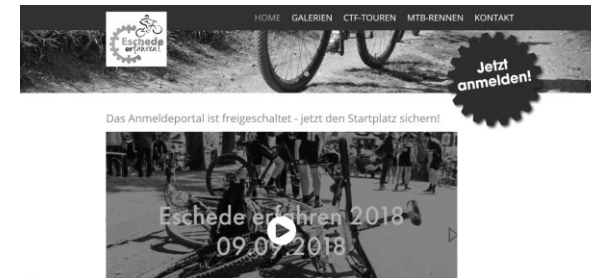 HOME GALERIEN CTF-TOUREN MTB-RENNEN KONTAKT
Eschede
erfahren!
Jetzt
anmelden!
Das Anmeldeportal ist freigeschaltet - jetzt den Startplatz sichern!
Eschede erfahren 2018
09.09.2018